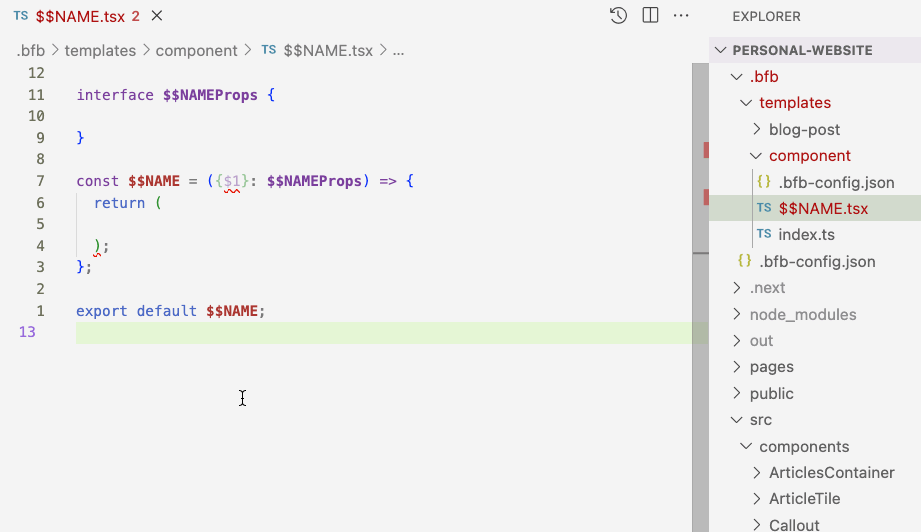 TS $$NAME.tsx 2
.bfb > templates > component > TS $$NAME.tsx > ...
12
11 interface $$NAMEProps {
10
9 }
8
7 const $$NAME = ({$1}: $$NAMEProps) => {
6 return (
5
4 );
3 };
2
1 export default $$NAME;
13
EXPLORER
PERSONAL-WEBSITE
.bfb
templates
blog-post
component
{} .bfb-config.json
TS $$NAME.tsx
TS index.ts
{} .bfb-config.json
.next
node_modules
out
pages
public
src
components
ArticlesContainer
ArticleTile
Callout